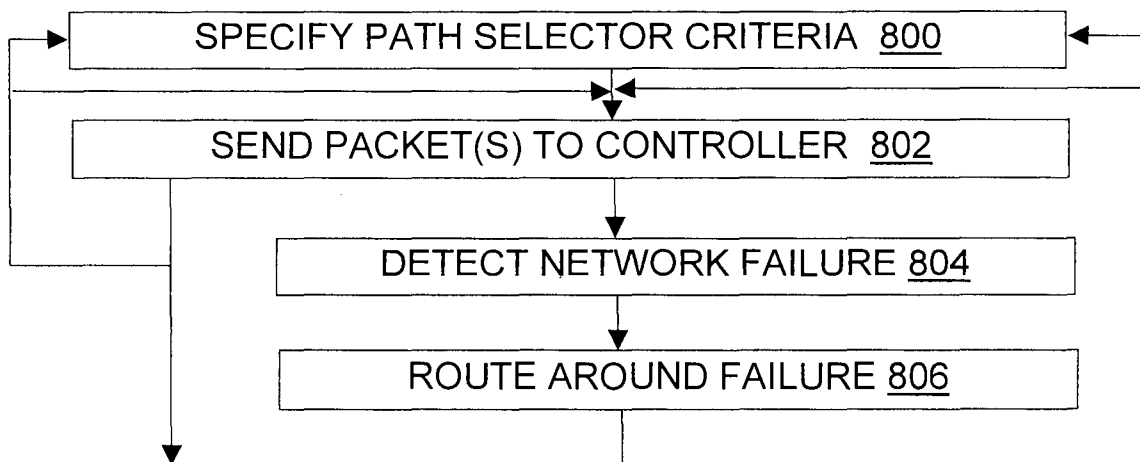 SPECIFY PATH SELECTOR CRITERIA 800
SEND PACKET(S) TO CONTROLLER 802
DETECT NETWORK FAILURE 804
ROUTE AROUND FAILURE 806